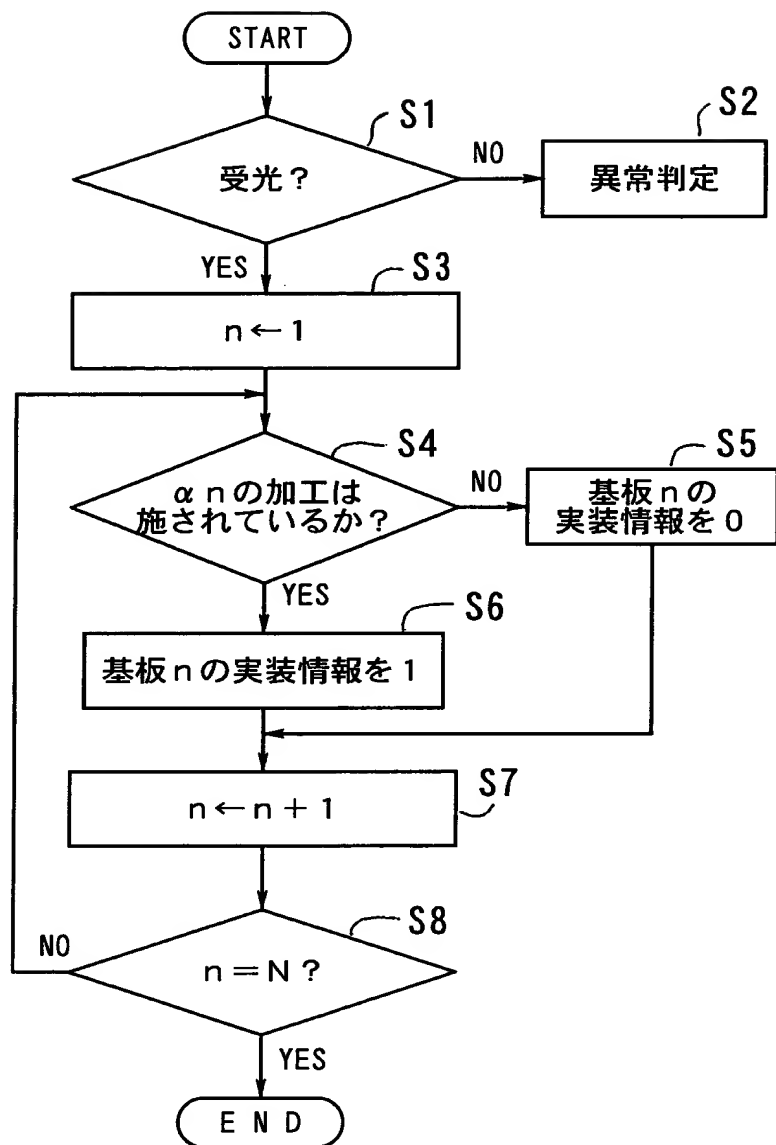 START
S1
受光？
NO
S2
異常判定
YES
S3
n←1
S4
αnの加工は
施されているか？
NO
S5
基板nの
実装情報を0
YES
S6
基板nの実装情報を1
n←n+1
S7
S8
n=N？
NO
YES
END